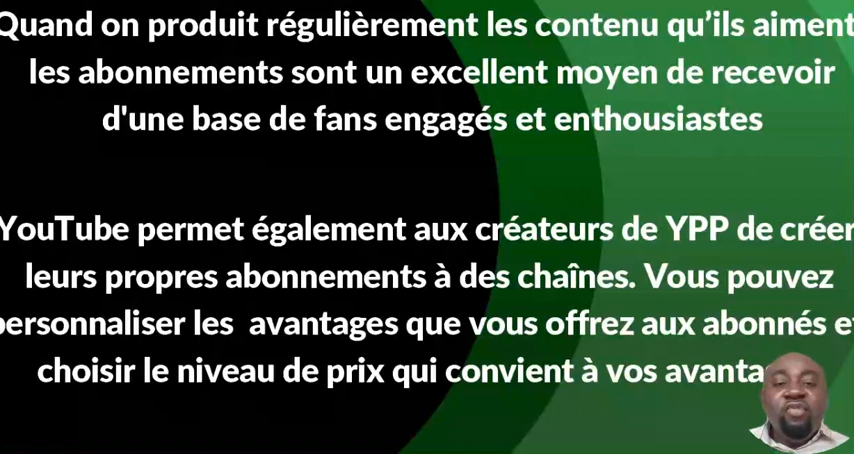 Quand on produit régulièrement les contenu qu’ils aiment
les abonnements sont un excellent moyen de recevoir
d'une base de fans engagés et enthousiastes
YouTube permet également aux créateurs de YPP de créer
leurs propres abonnements à des chaînes. Vous pouvez
personnaliser les avantages que vous offrez aux abonnés et
choisir le niveau de prix qui convient à vos